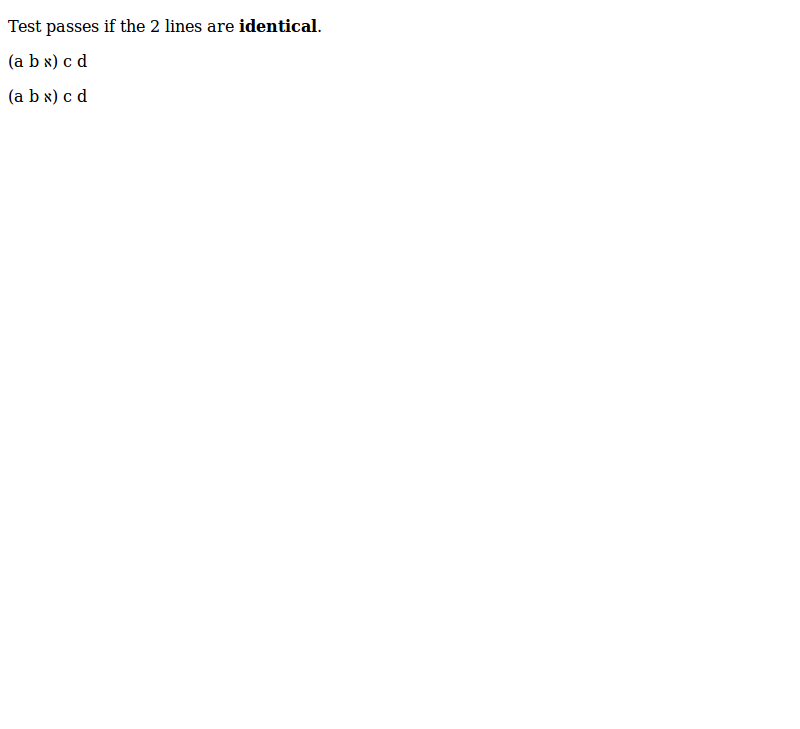 Test passes if the 2 lines are identical.
(a b א) c d
(a b א) c d